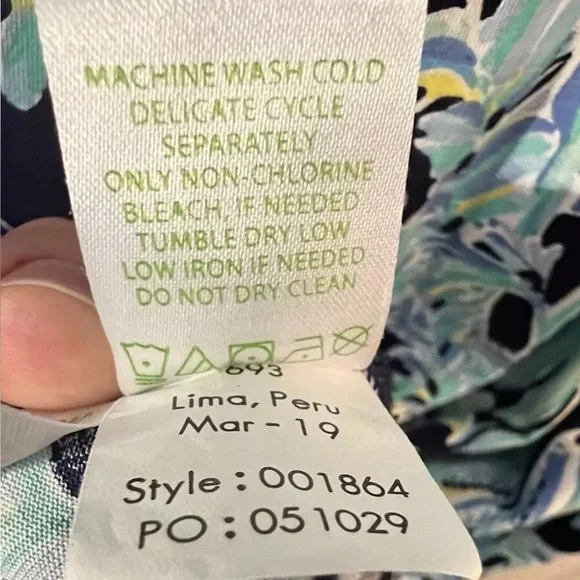 MACHINE WASH COLD
DELICATE CYCLE
SEPARATELY
ONLY NON-CHLORINE
BLEACH, IF NEEDED
TUMBLE DRY LOW
LOW IRON IF NEEDED
DO NOT DRY CLEAN
693
Lima, Peru
Mar - 19
Style : 001864
PO : 051029